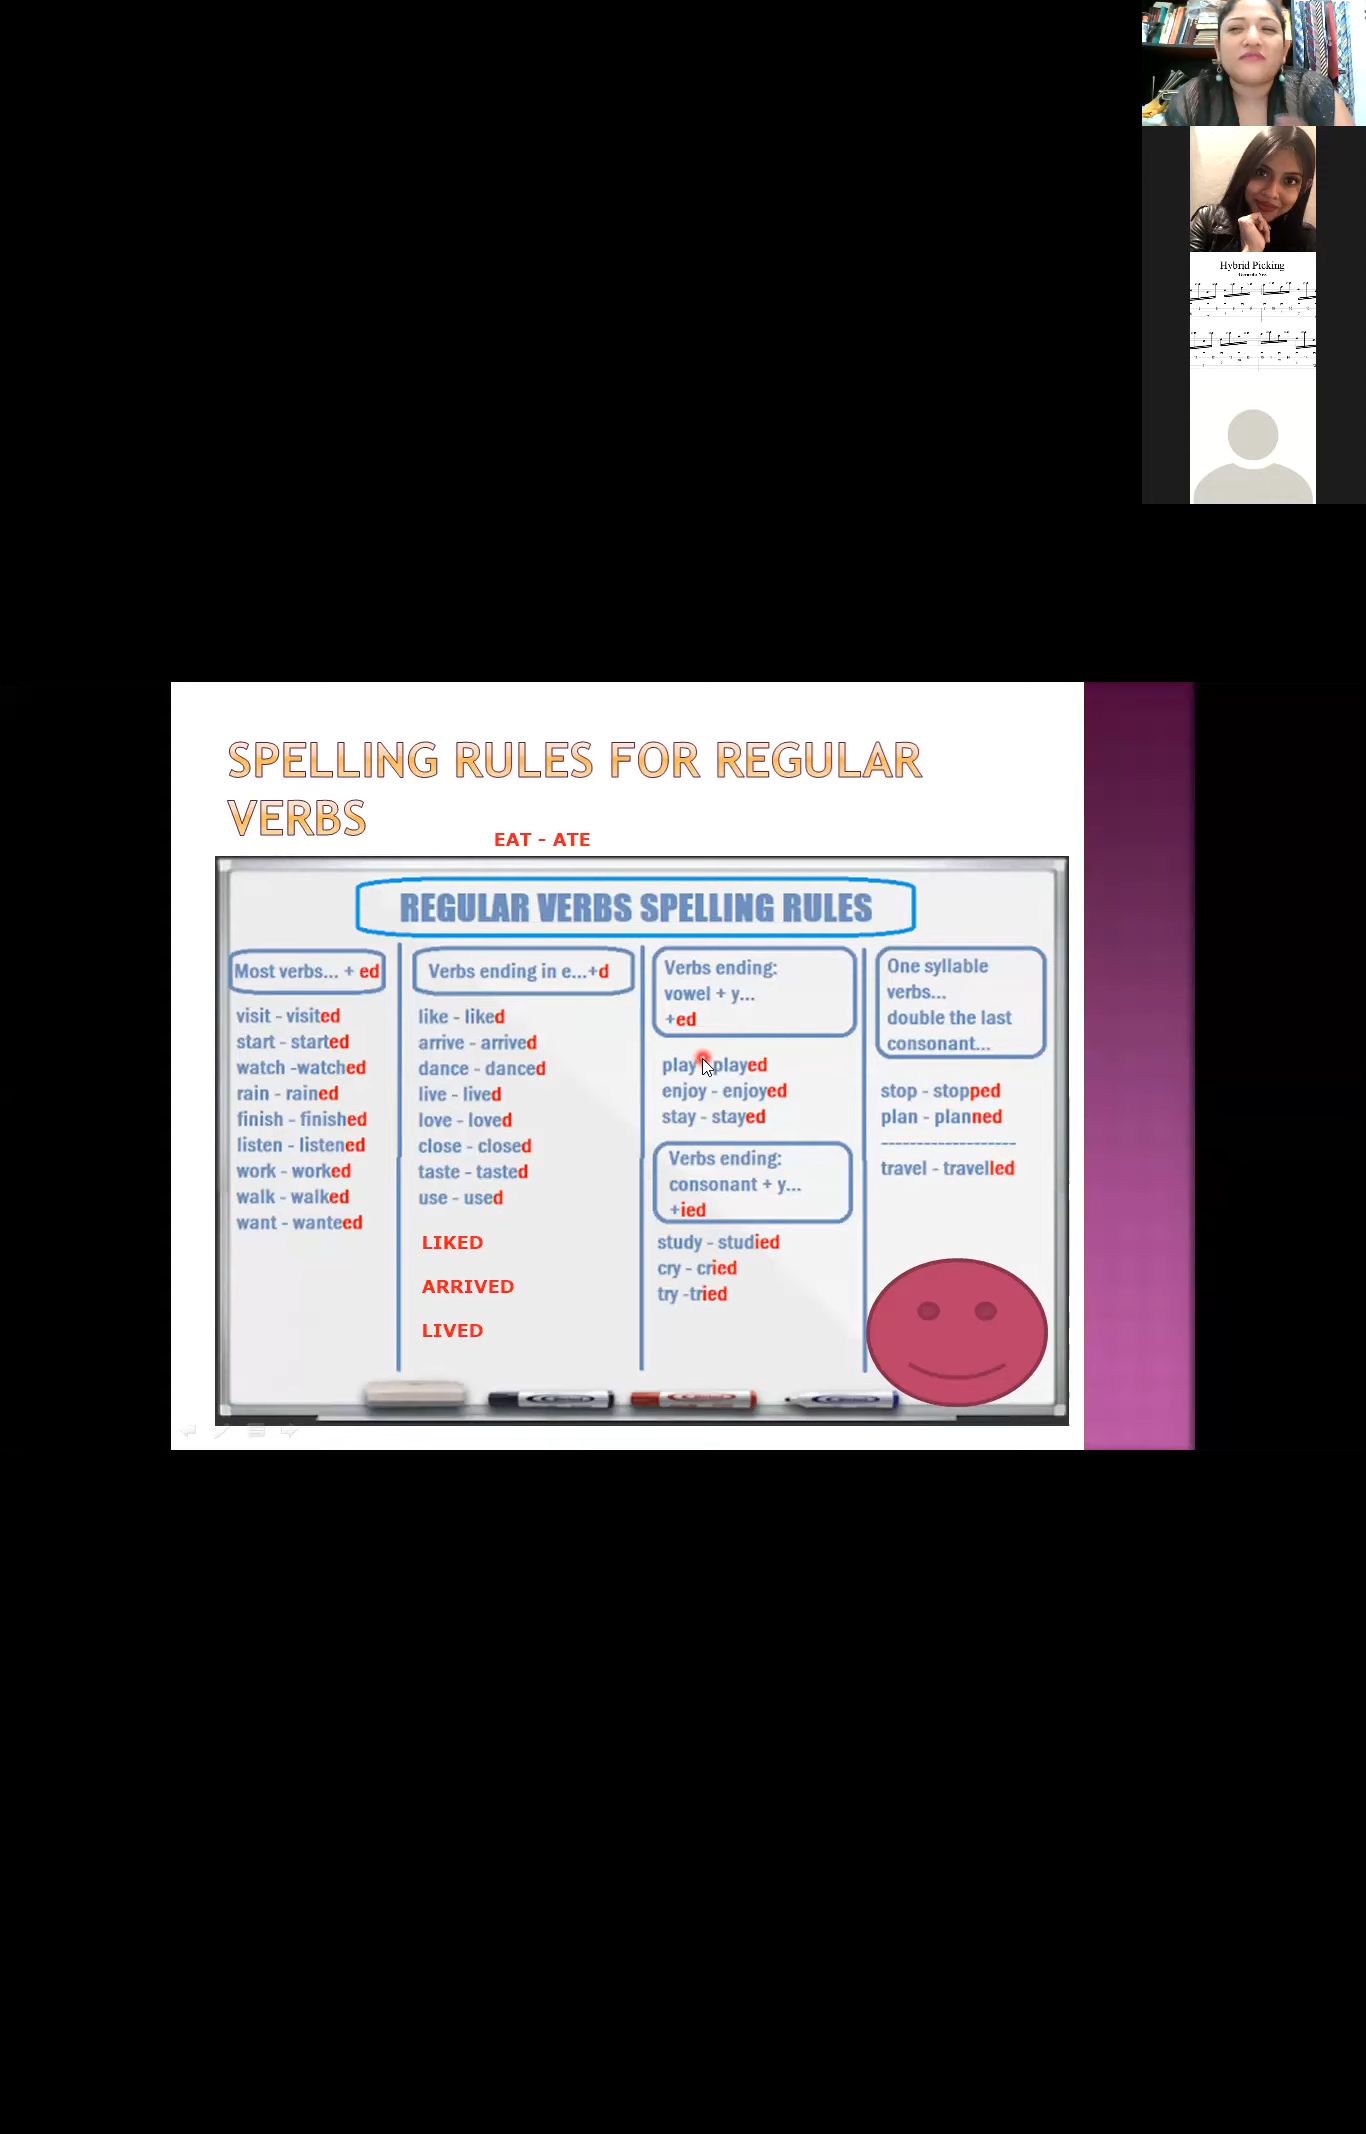 Hybrid Picking
SPELLING RULES FOR REGULAR
VERBS
EAT - ATE
REGULAR VERBS SPELLING RULES
Most verbs... + ed
visit - visited
start - started
watch -watched
rain - rained
finish - finished
listen - listened
work - worked
walk - walked
want - wanteed
Verbs ending in e...+d
like - liked
arrive - arrived
dance - danced
live - lived
love - loved
close - closed
taste - tasted
use - used
LIKED
ARRIVED
LIVED
Verbs ending:
vowel + y...
+ed
play played
enjoy - enjoyed
stay - stayed
Verbs ending:
consonant + y...
+ied
study - studied
cry - cried
try -tried
One syllable
verbs...
double the last
consonant...
stop - stopped
plan - planned
--------------------
travel - travelled